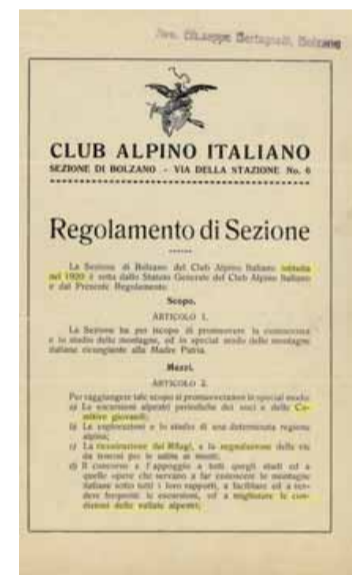 Avv. Giuseppe Bertagnolli, Bolzano
CLUB ALPINO ITALIANO
SEZIONE DI BOLZANO - VIA DELLA STAZIONE No. 6
Regolamento di Sezione
La Sezione di Bolzano del Club Alpino Italiano istituita
nel 1920 è retta dallo Statuto Generale del Club Alpino Italiano
e dal Presente Regolamento.
Scopo.
ARTICOLO 1.
La Sezione ha per iscopo di promuovere la conoscenza
e lo studio delle montagne, ed in special modo delle montagne
italiane ricongiunte alla Madre Patria.
Mezzi.
ARTICOLO 2.
Per raggiungere tale scopo si promuoveranno in special modo:
a) Le escursioni alpestri periodiche dei soci e delle Co-
mitive giovanili;
b) Le esplorazioni e lo studio di una determinata regione
alpina;
c) La ricostruzione dei Rifugi, e la segnalazione delle vie
da tenersi per le salite ai monti;
d) Il concorso e l'appoggio a tutti quegli studi ed a
quelle opere che servano a far conoscere le montagne
italiane sotto tutti i loro rapporti, a facilitare ed a ren-
dere frequenti le escursioni, ed a migliorare le con-
dizioni delle vallate alpestri;